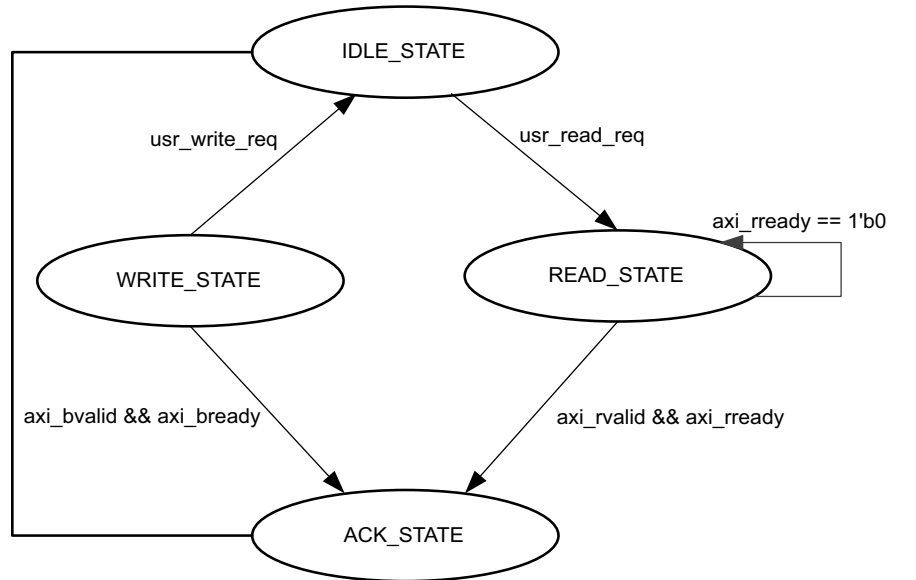 IDLE_STATE
usr_write_req
usr_read_req
axi_rready == 1'b0
WRITE_STATE
READ_STATE
axi_bvalid && axi_bready
axi_rvalid && axi_rready
ACK_STATE